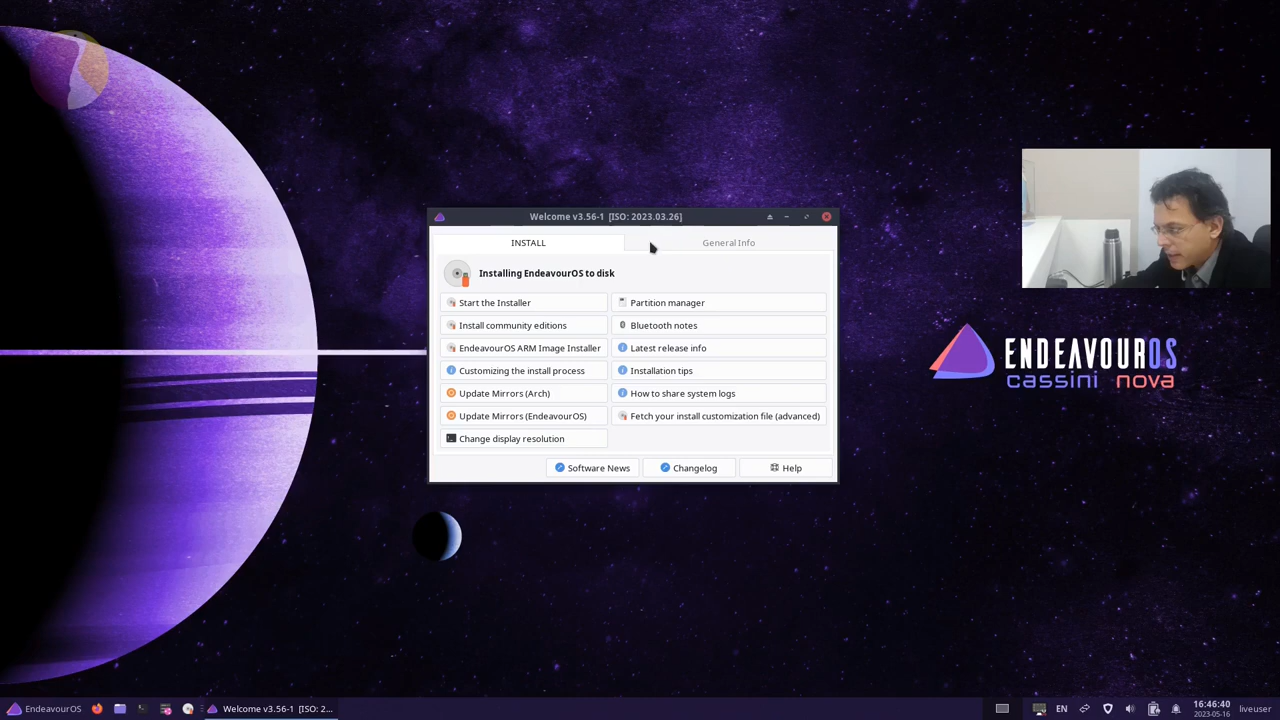 Welcome v3.56-1 [ISO: 2023.03.26]
INSTALL
General Info
Installing EndeavourOS to disk
Start the Installer
Partition manager
Install community editions
Bluetooth notes
EndeavourOS ARM Image Installer
Latest release info
Customizing the install process
Installation tips
Update Mirrors (Arch)
How to share system logs
Update Mirrors (EndeavourOS)
Fetch your install customization file (advanced)
Change display resolution
Software News
Changelog
Help
ENDEAVOUROS
cassini nova
EndeavourOS
Welcome v3.56-1 [ISO: 2...
EN
16:46:40
2023-05-16
liveuser